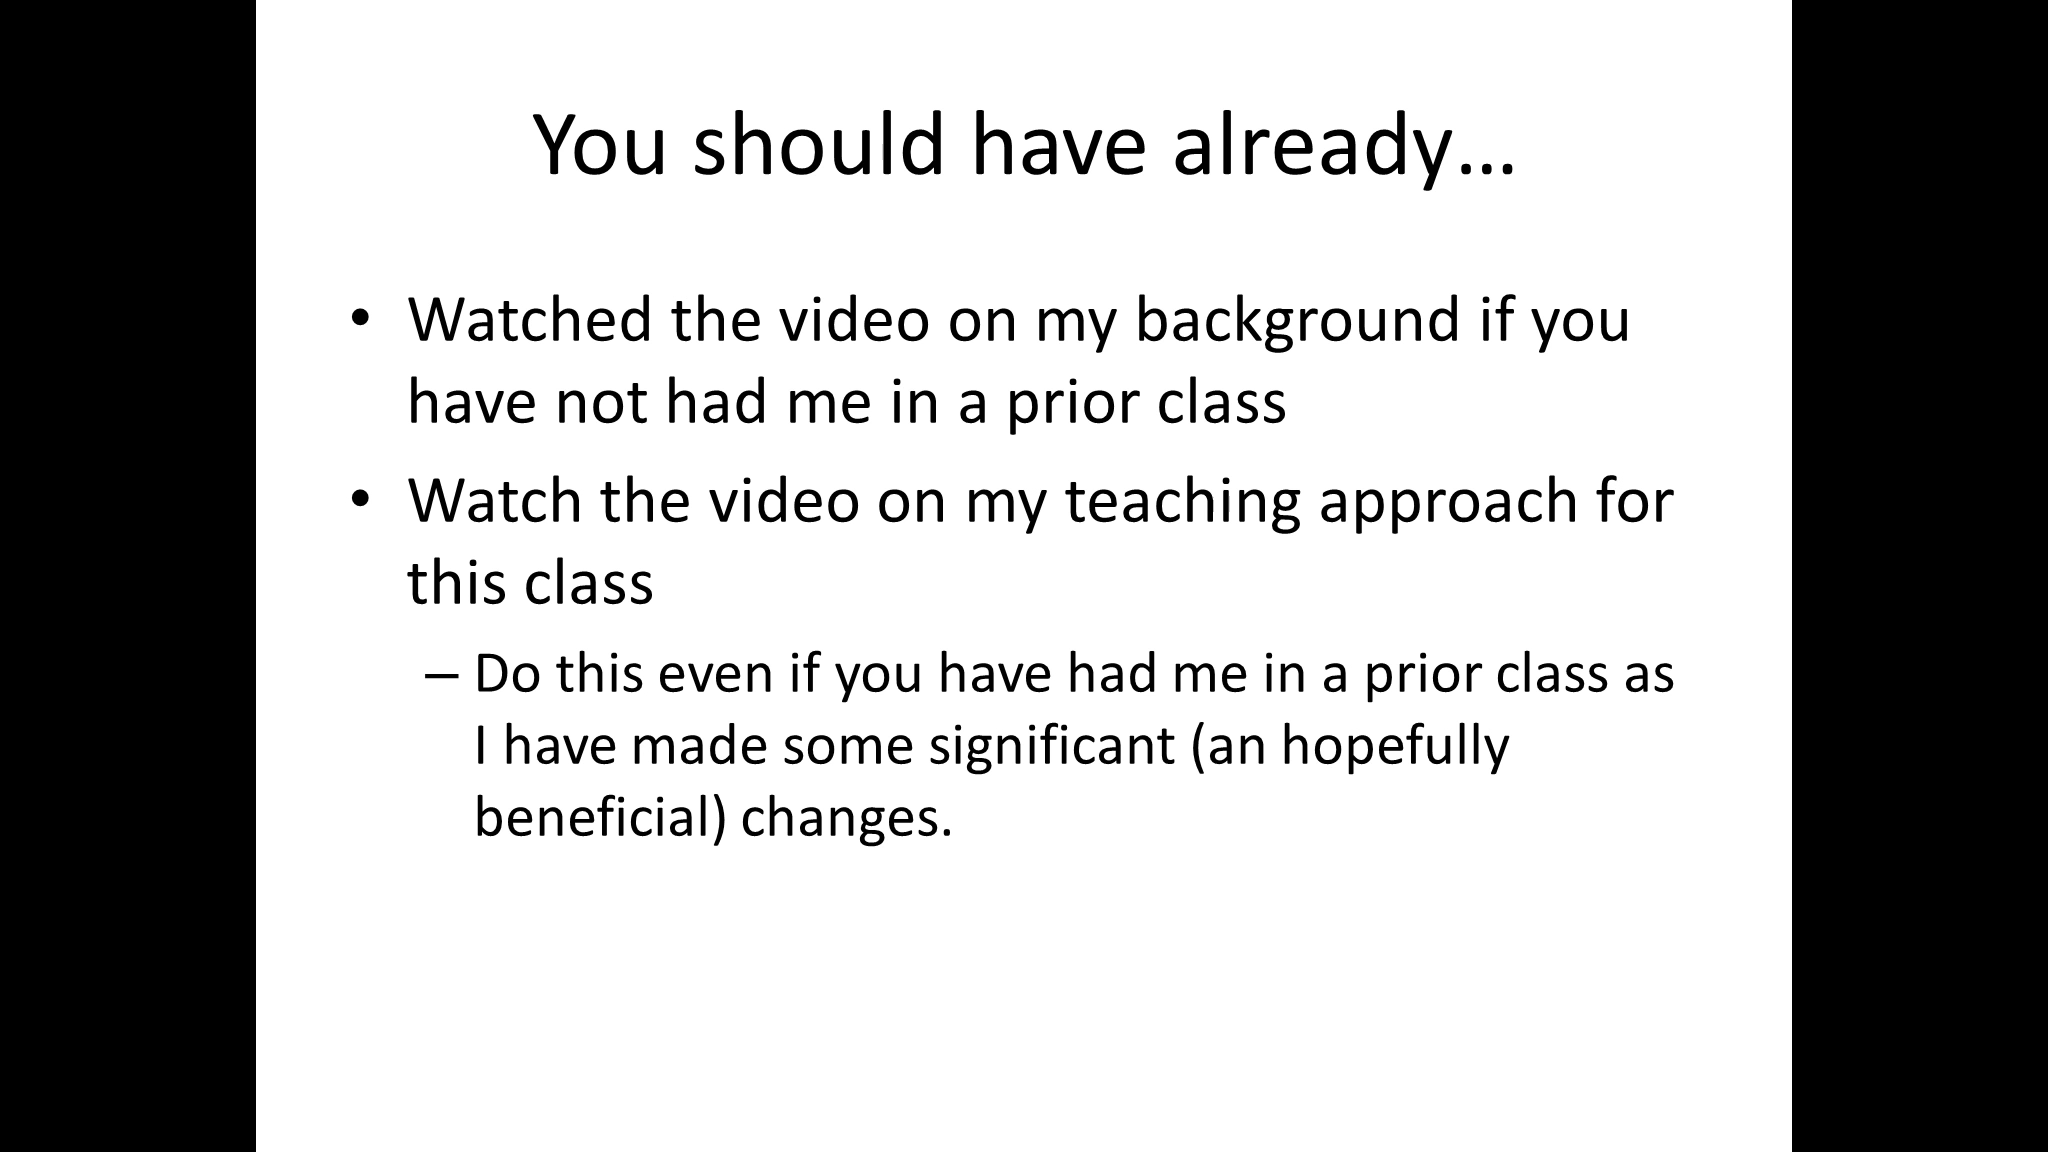 You should have already…
• Watched the video on my background if you
have not had me in a prior class
• Watch the video on my teaching approach for
this class
– Do this even if you have had me in a prior class as
I have made some significant (an hopefully
beneficial) changes.